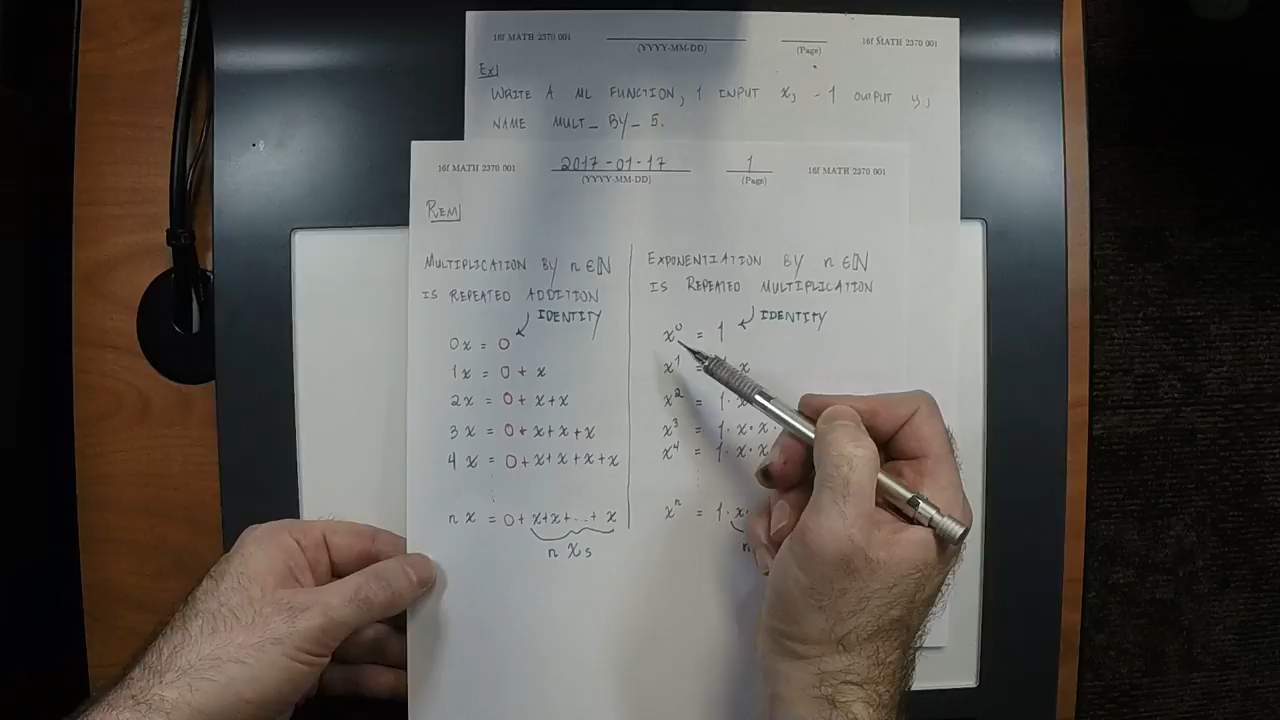 16f MATH 2370 001 (YYYY-MM-DD) (Page) 16f MATH 2370 001
Ex|
WRITE A ML FUNCTION, 1 INPUT x, - 1 OUTPUT y,
NAME MULT_BY_5.
16f MATH 2370 001 2017-01-17 (YYYY-MM-DD) 1 (Page) 16f MATH 2370 001
REM|
MULTIPLICATION BY n∈ℕ
IS REPEATED ADDITION
IDENTITY
0x = 0
1x = 0 + x
2x = 0 + x+x
3x = 0 + x+x+x
4x = 0+x+x+x+x
⋮
nx = 0+ x+x+...+x
n Xs
EXPONENTIATION BY n∈ℕ
IS REPEATED MULTIPLICATION
IDENTITY
x⁰ = 1
x¹ = x
x² = 1·x
x³ = 1·x·x·
x⁴ = 1·x·x
⋮
xⁿ = 1·x·
n